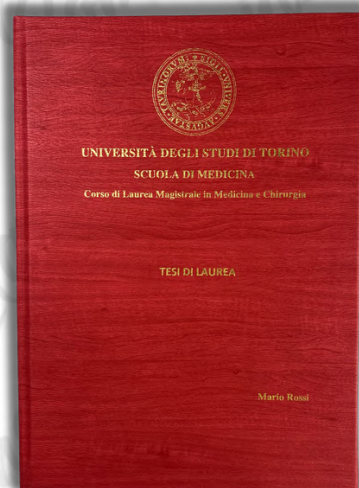 UNIVERSITÀ DEGLI STUDI DI TORINO
SCUOLA DI MEDICINA
Corso di Laurea Magistrale in Medicina e Chirurgia
TESI DI LAUREA
Mario Rossi